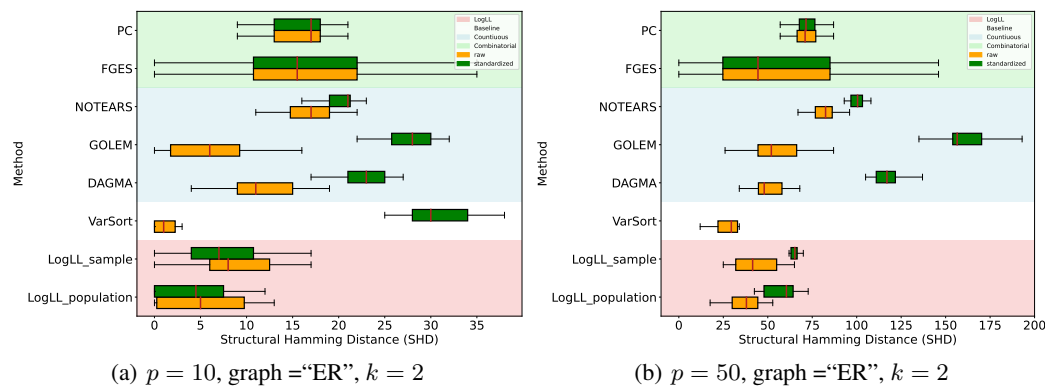 PC
FGES
NOTEARS
GOLEM
DAGMA
VarSort
LogLL_sample
LogLL_population
Method
0 5 10 15 20 25 30 35
Structural Hamming Distance (SHD)
LogLL
Baseline
Countiuous
Combinatorial
raw
standardized
(a) p = 10, graph =“ER”, k = 2
PC
FGES
NOTEARS
GOLEM
DAGMA
VarSort
LogLL_sample
LogLL_population
Method
0 25 50 75 100 125 150 175 200
Structural Hamming Distance (SHD)
LogLL
Baseline
Countiuous
Combinatorial
raw
standardized
(b) p = 50, graph =“ER”, k = 2